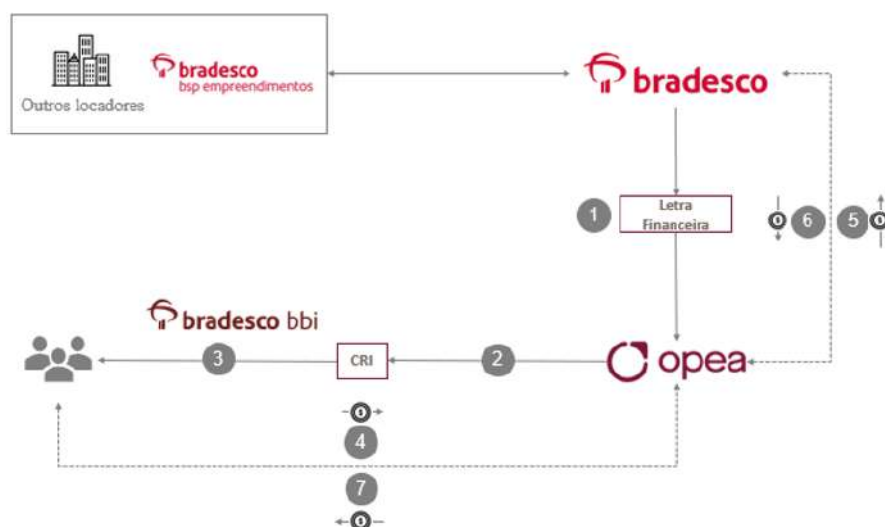 bradesco
bsp empreendimentos
Outros locadores
bradesco
1
Letra
Financeira
6
5
bradesco bbi
3
CRI
2
opea
4
7